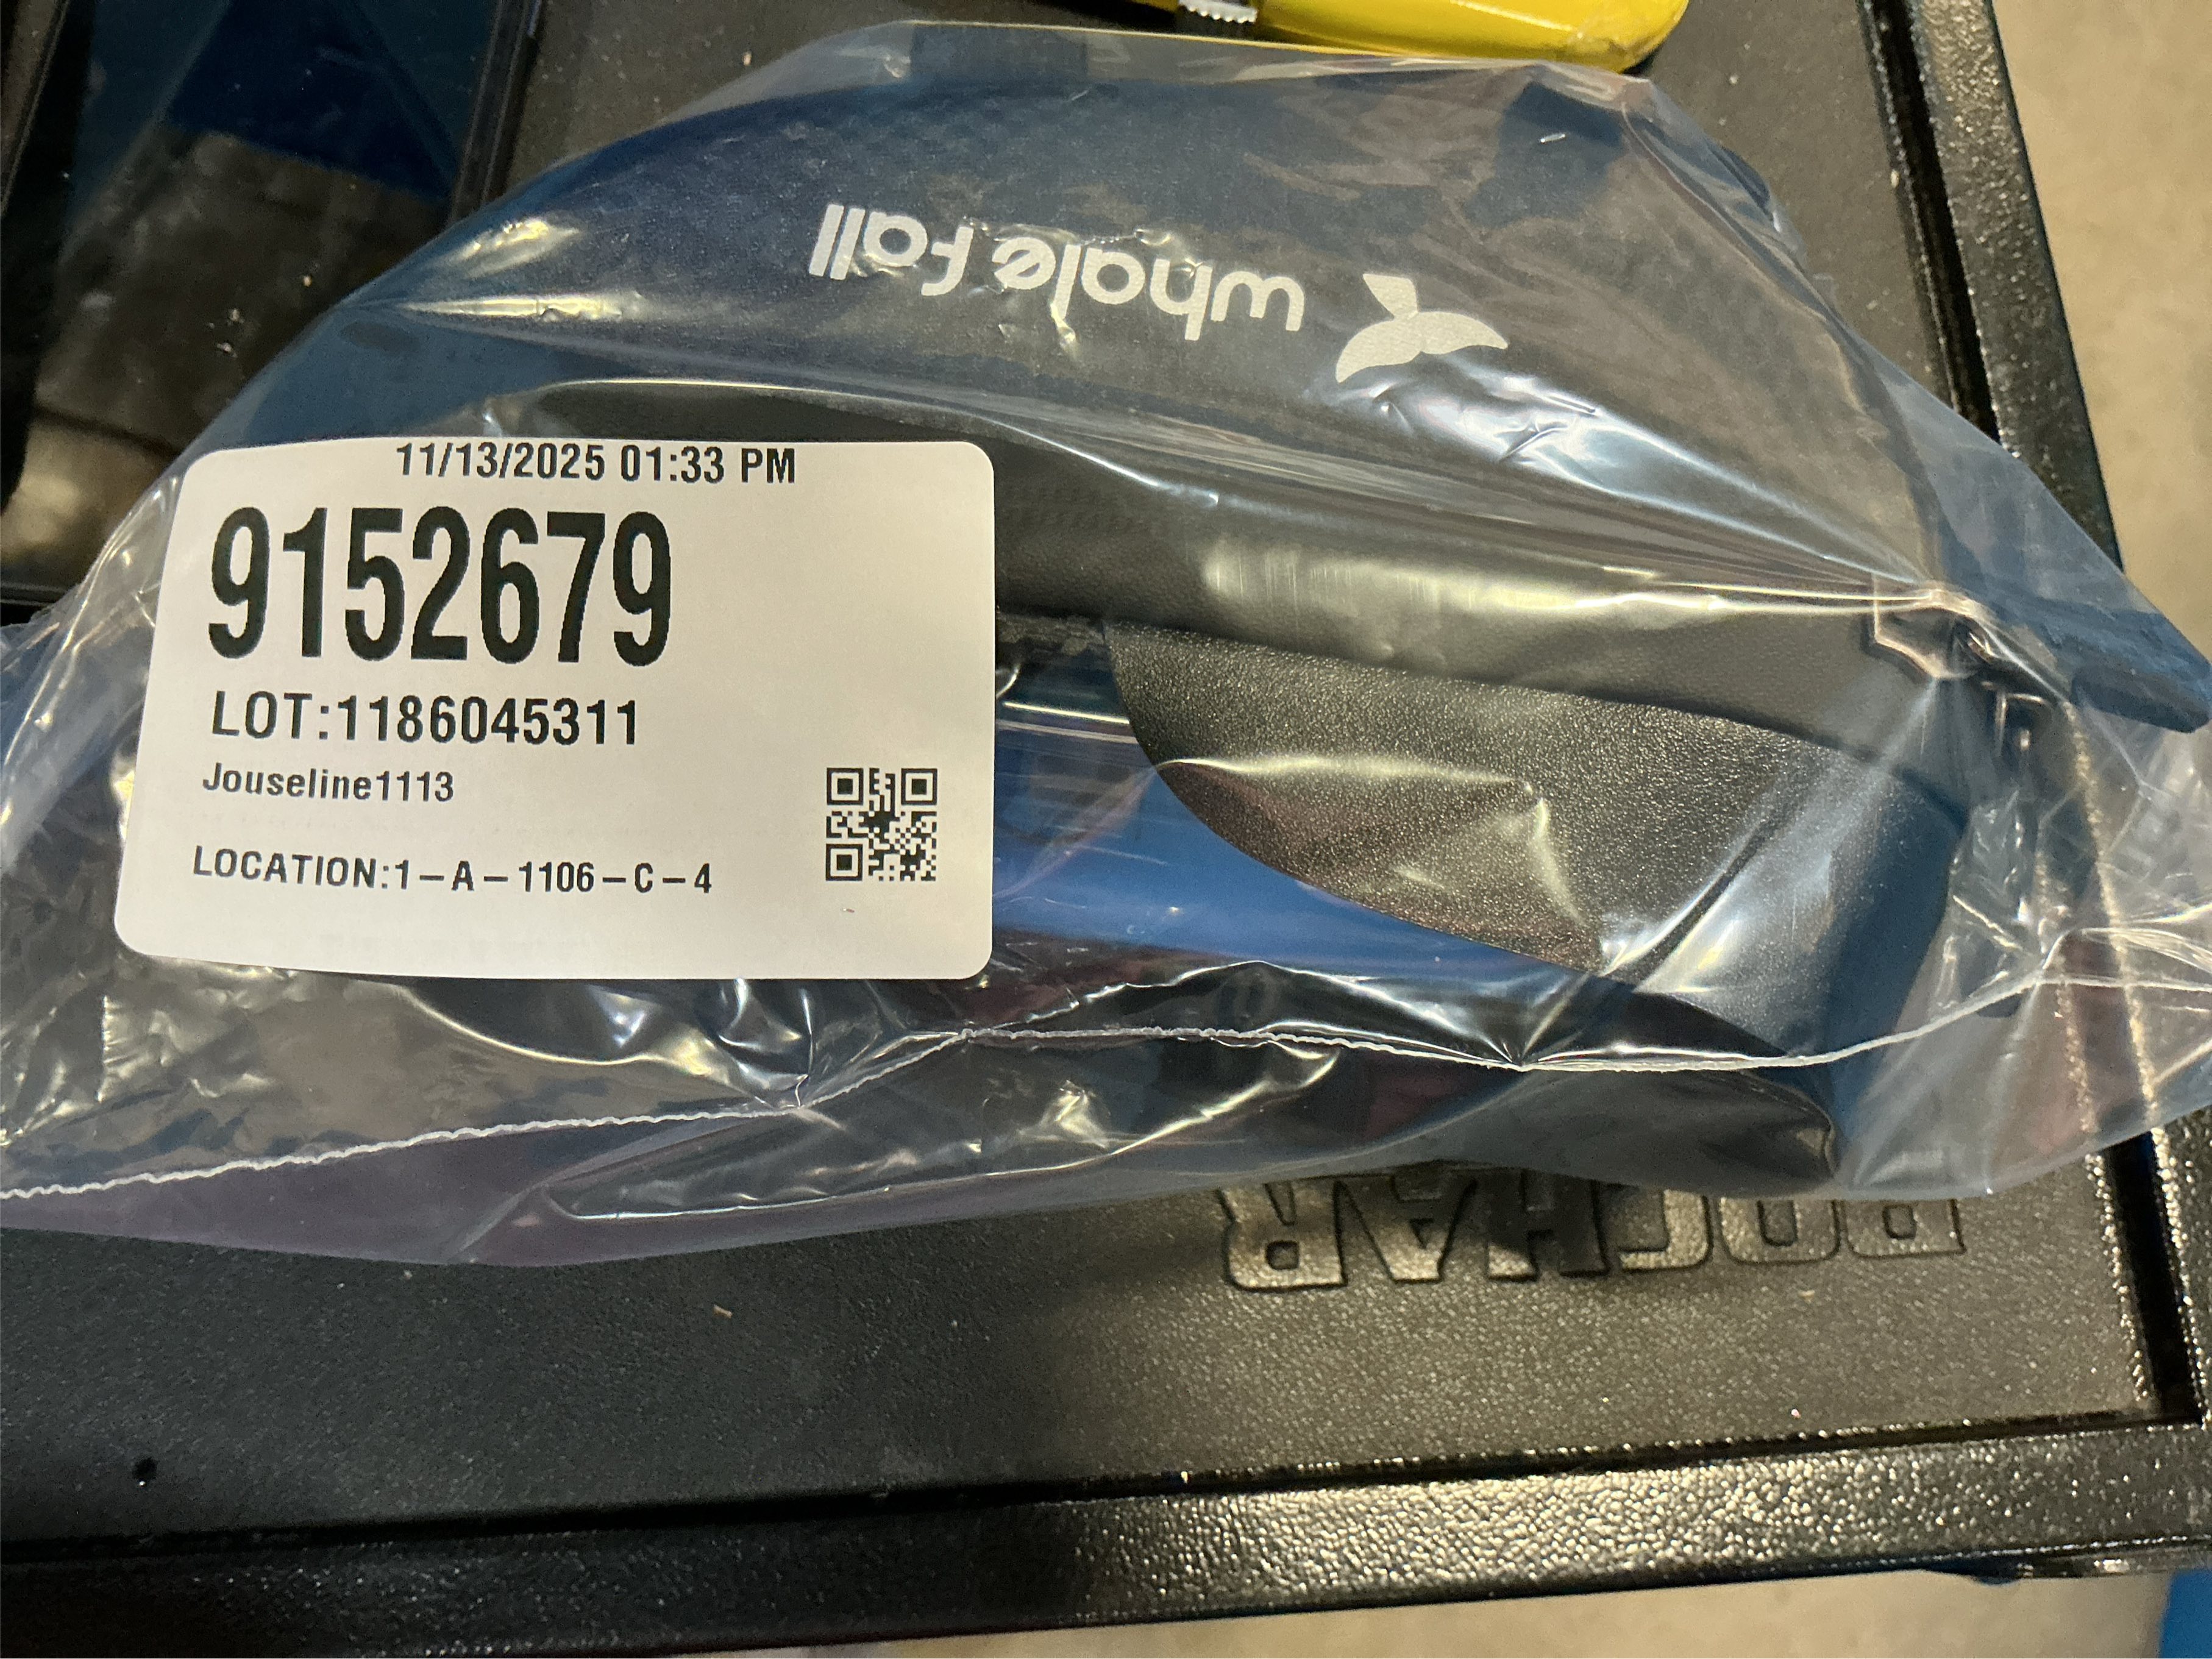 whale fall
11/13/2025 01:33 PM
9152679
LOT:1186045311
Jouseline1113
LOCATION:1-A-1106-C-4